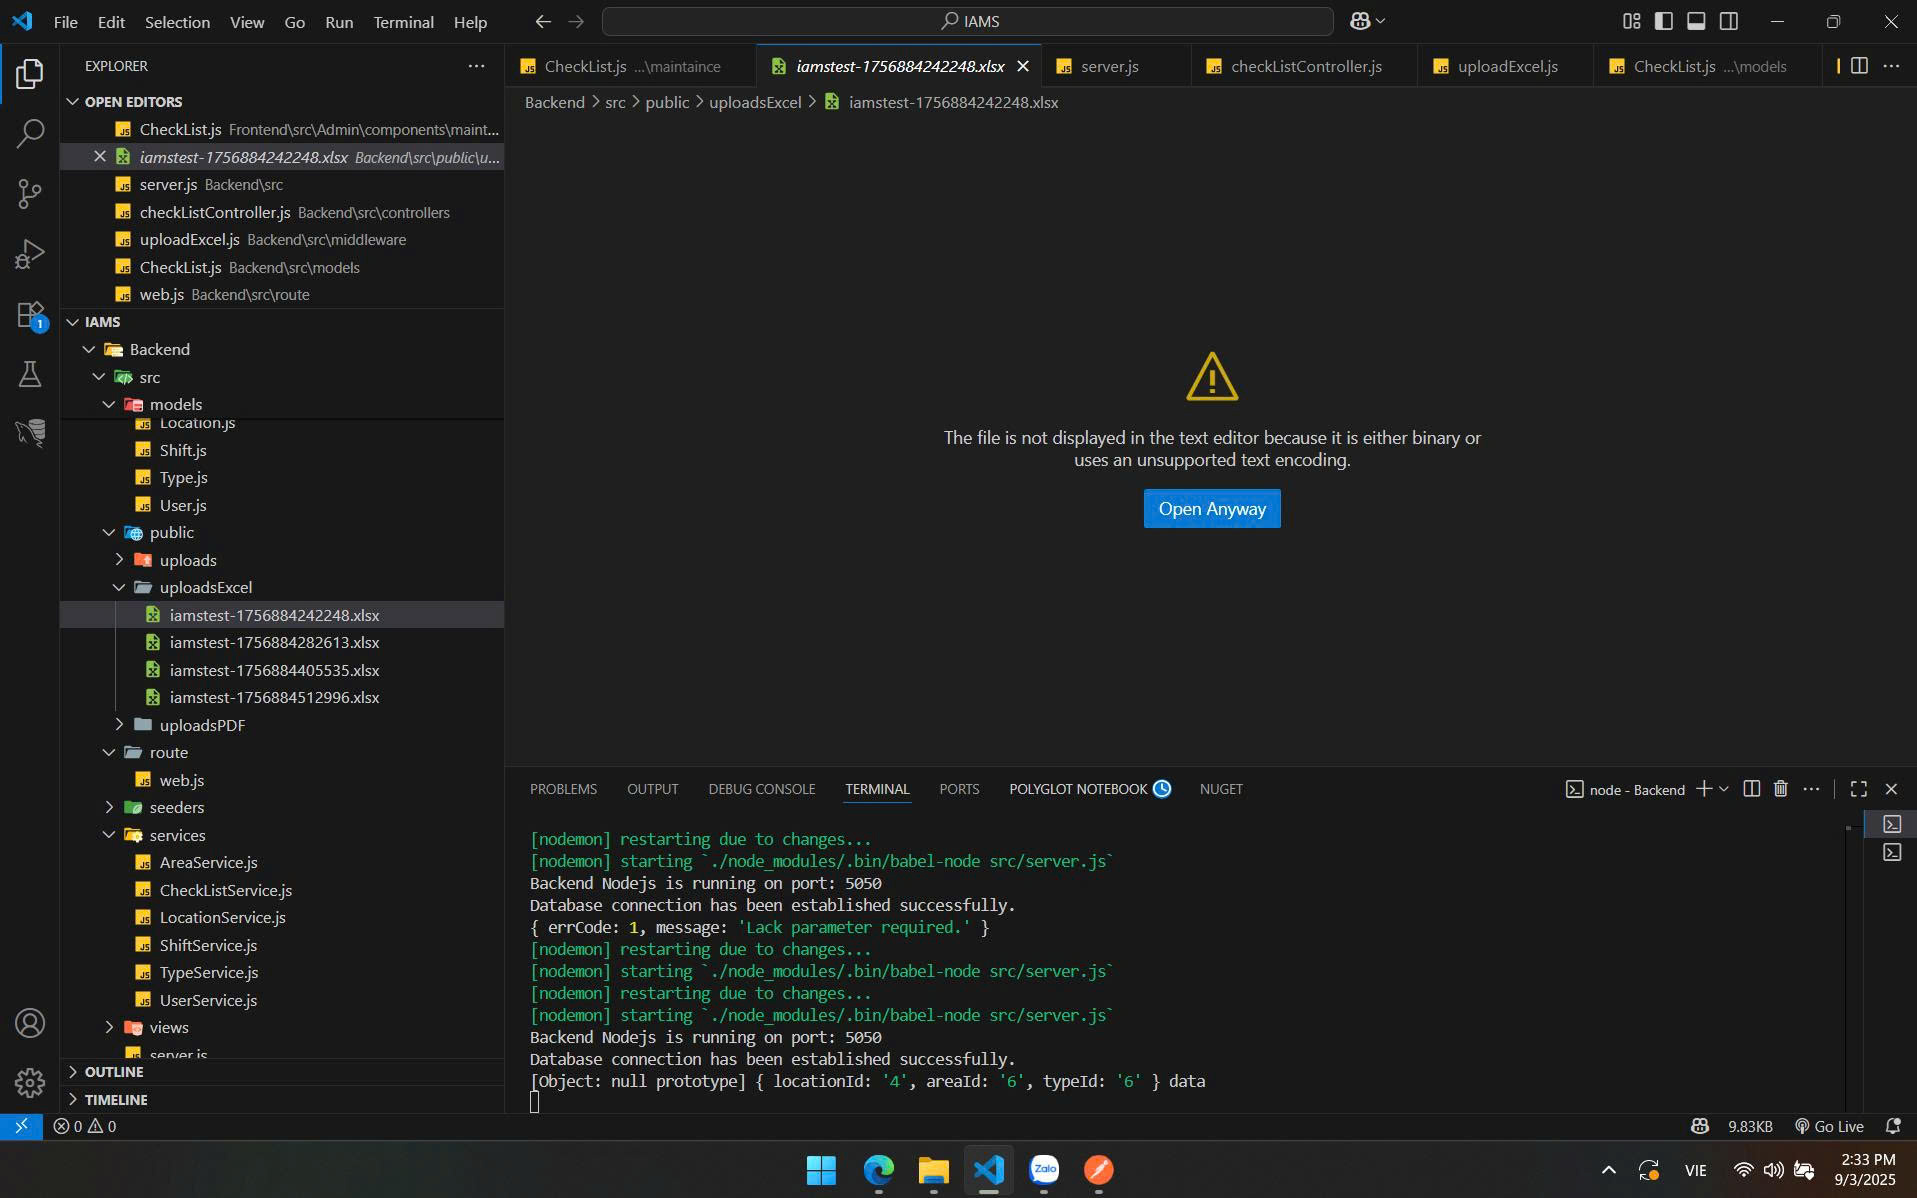 File Edit Selection View Go Run Terminal Help
IAMS
EXPLORER
OPEN EDITORS
CheckList.js Frontend\src\Admin\components\maint...
iamstest-1756884242248.xlsx Backend\src\public\u...
server.js Backend\src
checkListController.js Backend\src\controllers
uploadExcel.js Backend\src\middleware
CheckList.js Backend\src\models
web.js Backend\src\route
IAMS
Backend
src
models
Location.js
Shift.js
Type.js
User.js
public
uploads
uploadsExcel
iamstest-1756884242248.xlsx
iamstest-1756884282613.xlsx
iamstest-1756884405535.xlsx
iamstest-1756884512996.xlsx
uploadsPDF
route
web.js
seeders
services
AreaService.js
CheckListService.js
LocationService.js
ShiftService.js
TypeService.js
UserService.js
views
server.js
OUTLINE
TIMELINE
1
CheckList.js ...\maintaince
iamstest-1756884242248.xlsx
server.js
checkListController.js
uploadExcel.js
CheckList.js ...\models
Backend > src > public > uploadsExcel > iamstest-1756884242248.xlsx
The file is not displayed in the text editor because it is either binary or
uses an unsupported text encoding.
Open Anyway
PROBLEMS OUTPUT DEBUG CONSOLE TERMINAL PORTS POLYGLOT NOTEBOOK NUGET
node - Backend
[nodemon] restarting due to changes...
[nodemon] starting `./node_modules/.bin/babel-node src/server.js`
Backend Nodejs is running on port: 5050
Database connection has been established successfully.
{ errCode: 1, message: 'Lack parameter required.' }
[nodemon] restarting due to changes...
[nodemon] starting `./node_modules/.bin/babel-node src/server.js`
[nodemon] restarting due to changes...
[nodemon] starting `./node_modules/.bin/babel-node src/server.js`
Backend Nodejs is running on port: 5050
Database connection has been established successfully.
[Object: null prototype] { locationId: '4', areaId: '6', typeId: '6' } data
0 0
9.83KB
Go Live
Zalo
VIE
2:33 PM
9/3/2025